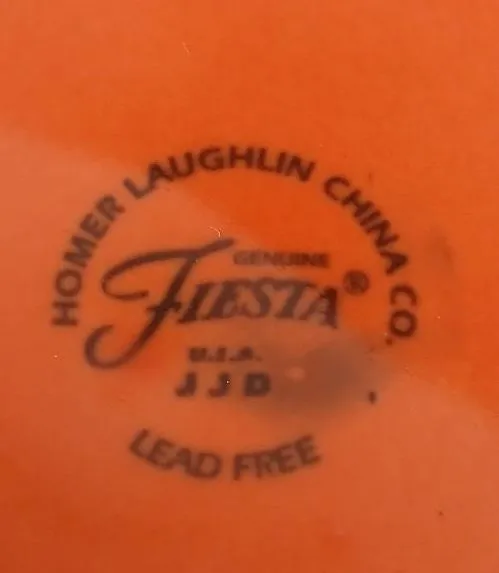 HOMER LAUGHLIN CHINA CO.
GENUINE
FIESTA®
U.S.A.
JJD
LEAD FREE